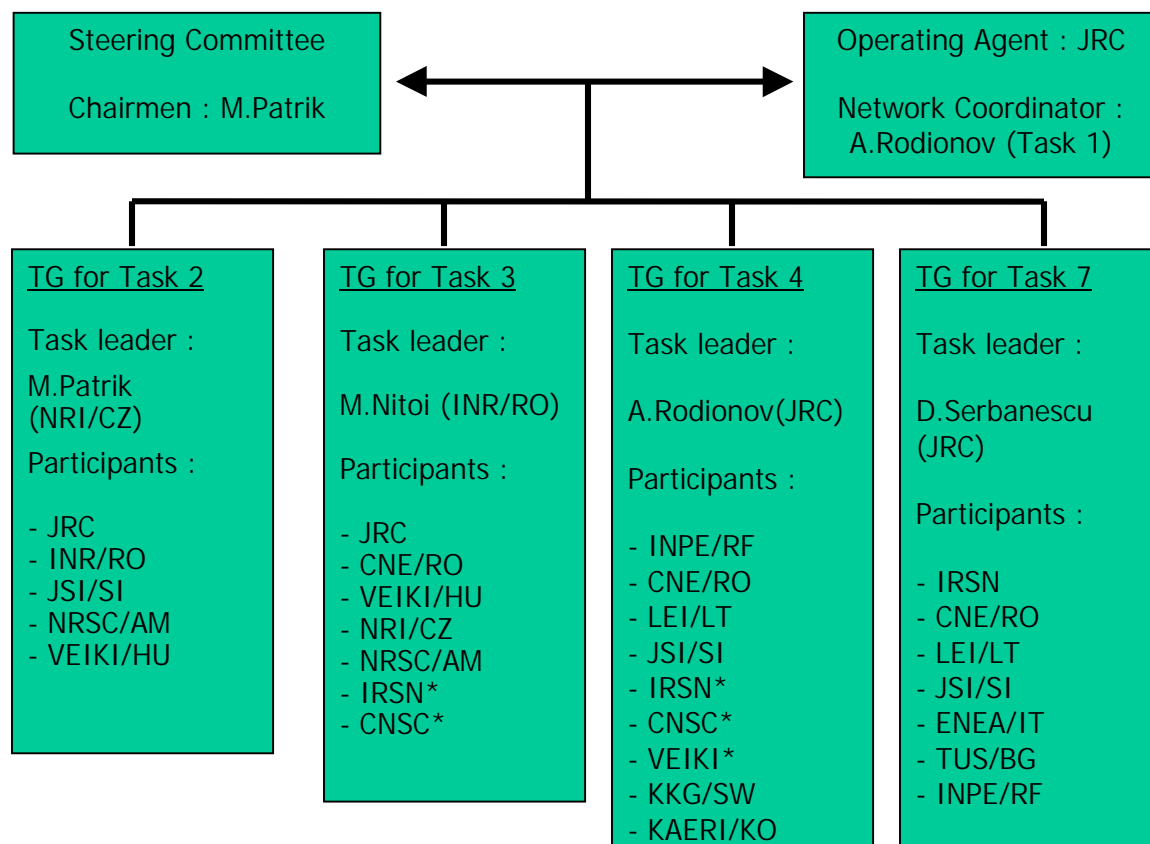 Steering Committee
Chairmen : M.Patrik
Operating Agent : JRC
Network Coordinator :
A.Rodionov (Task 1)
TG for Task 2
Task leader :
M.Patrik
(NRI/CZ)
Participants :
- JRC
- INR/RO
- JSI/SI
- NRSC/AM
- VEIKI/HU
TG for Task 3
Task leader :
M.Nitoi (INR/RO)
Participants :
- JRC
- CNE/RO
- VEIKI/HU
- NRI/CZ
- NRSC/AM
- IRSN*
- CNSC*
TG for Task 4
Task leader :
A.Rodionov(JRC)
Participants :
- INPE/RF
- CNE/RO
- LEI/LT
- JSI/SI
- IRSN*
- CNSC*
- VEIKI*
- KKG/SW
- KAERI/KO
TG for Task 7
Task leader :
D.Serbanescu
(JRC)
Participants :
- IRSN
- CNE/RO
- LEI/LT
- JSI/SI
- ENEA/IT
- TUS/BG
- INPE/RF